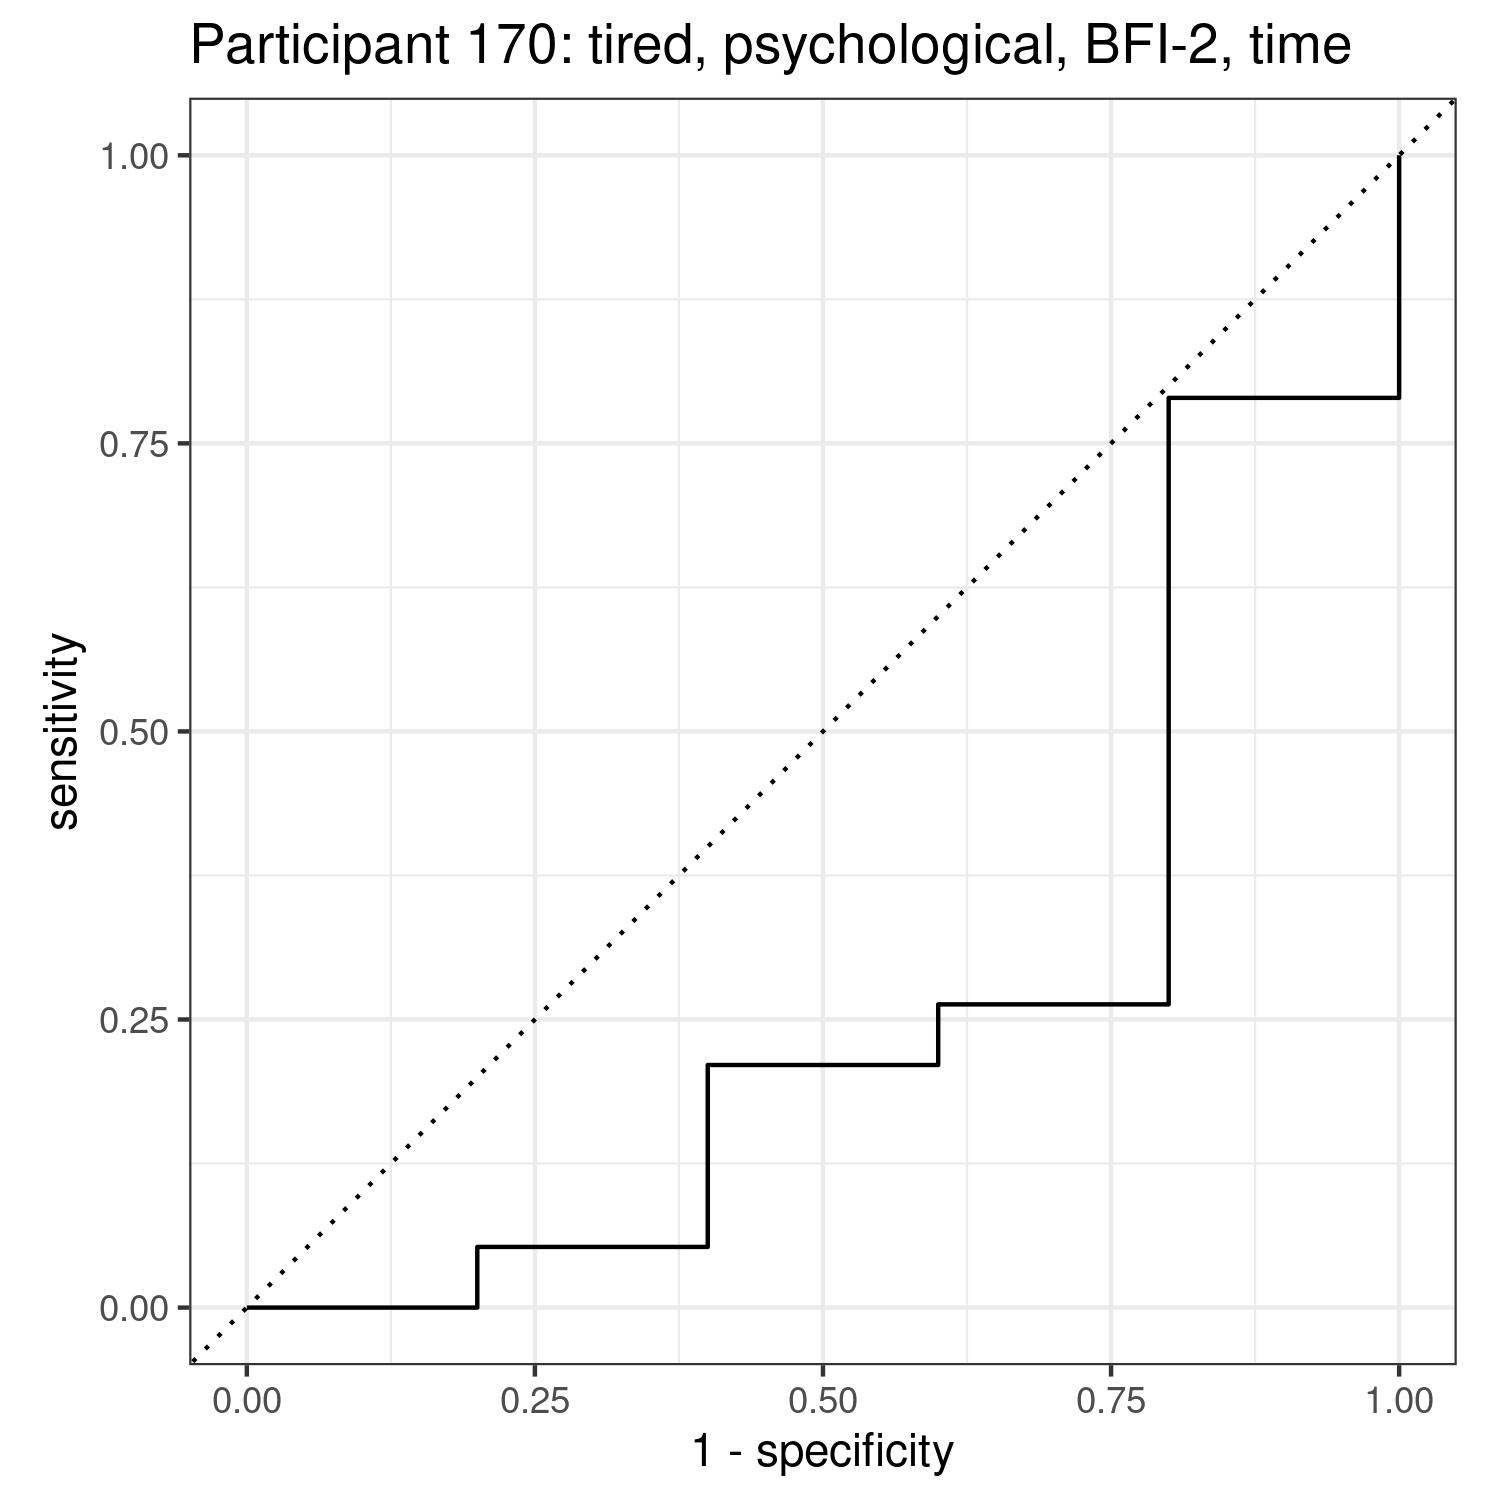 Participant 170: tired, psychological, BFI-2, time
1.00
0.75
0.50
0.25
0.00
sensitivity
0.00 0.25 0.50 0.75 1.00
1 - specificity